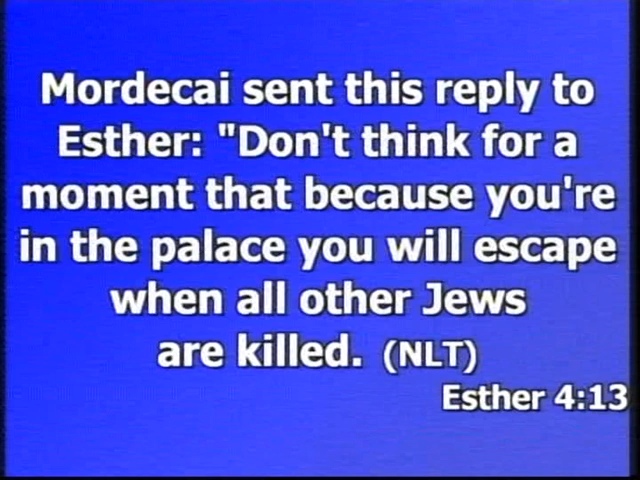 Mordecai sent this reply to
Esther: "Don't think for a
moment that because you're
in the palace you will escape
when all other Jews
are killed. (NLT)
Esther 4:13